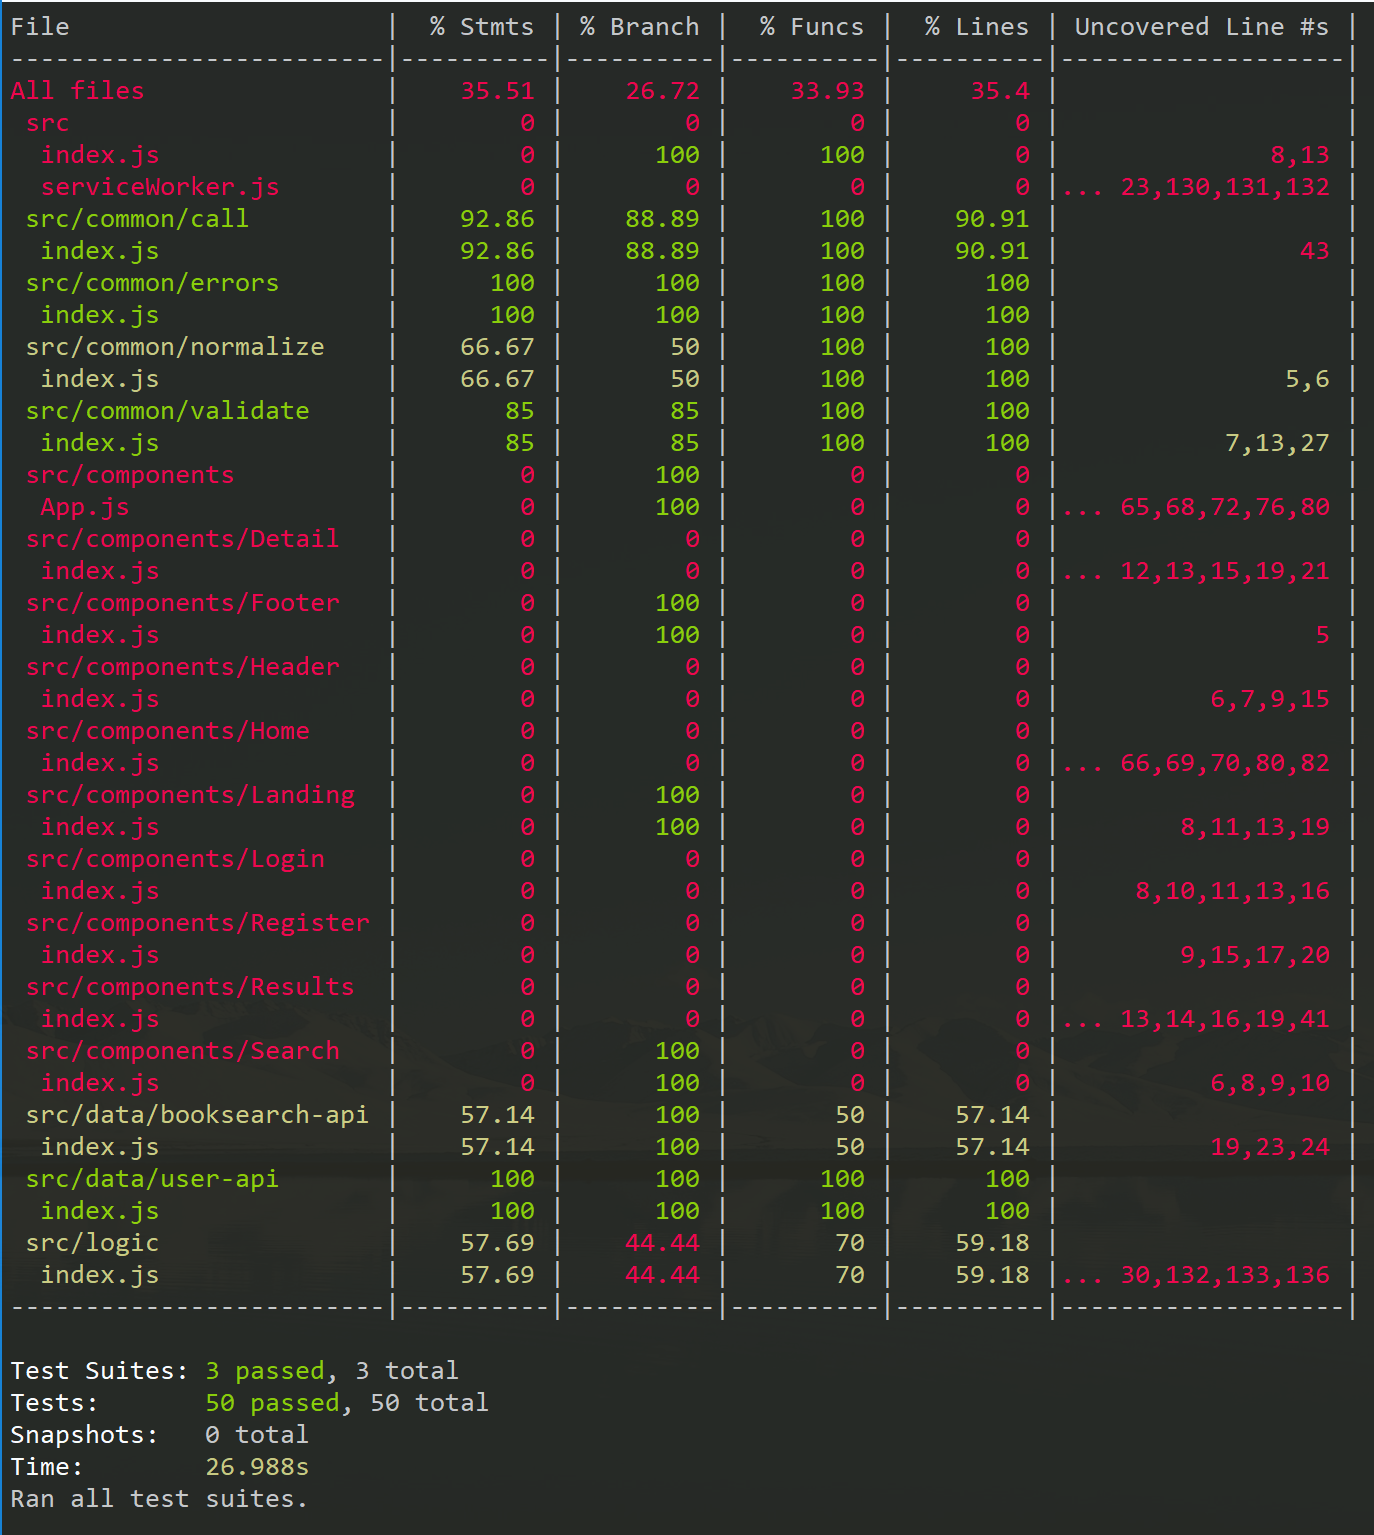 File | % Stmts | % Branch | % Funcs | % Lines | Uncovered Line #s |
-------------------------|----------|----------|----------|----------|-------------------|
All files | 35.51 | 26.72 | 33.93 | 35.4 | |
src | 0 | 0 | 0 | 0 | |
index.js | 0 | 100 | 100 | 0 | 8,13 |
serviceWorker.js | 0 | 0 | 0 | 0 |... 23,130,131,132 |
src/common/call | 92.86 | 88.89 | 100 | 90.91 | |
index.js | 92.86 | 88.89 | 100 | 90.91 | 43 |
src/common/errors | 100 | 100 | 100 | 100 | |
index.js | 100 | 100 | 100 | 100 | |
src/common/normalize | 66.67 | 50 | 100 | 100 | |
index.js | 66.67 | 50 | 100 | 100 | 5,6 |
src/common/validate | 85 | 85 | 100 | 100 | |
index.js | 85 | 85 | 100 | 100 | 7,13,27 |
src/components | 0 | 100 | 0 | 0 | |
App.js | 0 | 100 | 0 | 0 |... 65,68,72,76,80 |
src/components/Detail | 0 | 0 | 0 | 0 | |
index.js | 0 | 0 | 0 | 0 |... 12,13,15,19,21 |
src/components/Footer | 0 | 100 | 0 | 0 | |
index.js | 0 | 100 | 0 | 0 | 5 |
src/components/Header | 0 | 0 | 0 | 0 | |
index.js | 0 | 0 | 0 | 0 | 6,7,9,15 |
src/components/Home | 0 | 0 | 0 | 0 | |
index.js | 0 | 0 | 0 | 0 |... 66,69,70,80,82 |
src/components/Landing | 0 | 100 | 0 | 0 | |
index.js | 0 | 100 | 0 | 0 | 8,11,13,19 |
src/components/Login | 0 | 0 | 0 | 0 | |
index.js | 0 | 0 | 0 | 0 | 8,10,11,13,16 |
src/components/Register | 0 | 0 | 0 | 0 | |
index.js | 0 | 0 | 0 | 0 | 9,15,17,20 |
src/components/Results | 0 | 0 | 0 | 0 | |
index.js | 0 | 0 | 0 | 0 |... 13,14,16,19,41 |
src/components/Search | 0 | 100 | 0 | 0 | |
index.js | 0 | 100 | 0 | 0 | 6,8,9,10 |
src/data/booksearch-api | 57.14 | 100 | 50 | 57.14 | |
index.js | 57.14 | 100 | 50 | 57.14 | 19,23,24 |
src/data/user-api | 100 | 100 | 100 | 100 | |
index.js | 100 | 100 | 100 | 100 | |
src/logic | 57.69 | 44.44 | 70 | 59.18 | |
index.js | 57.69 | 44.44 | 70 | 59.18 |... 30,132,133,136 |
-------------------------|----------|----------|----------|----------|-------------------|
Test Suites: 3 passed, 3 total
Tests: 50 passed, 50 total
Snapshots: 0 total
Time: 26.988s
Ran all test suites.